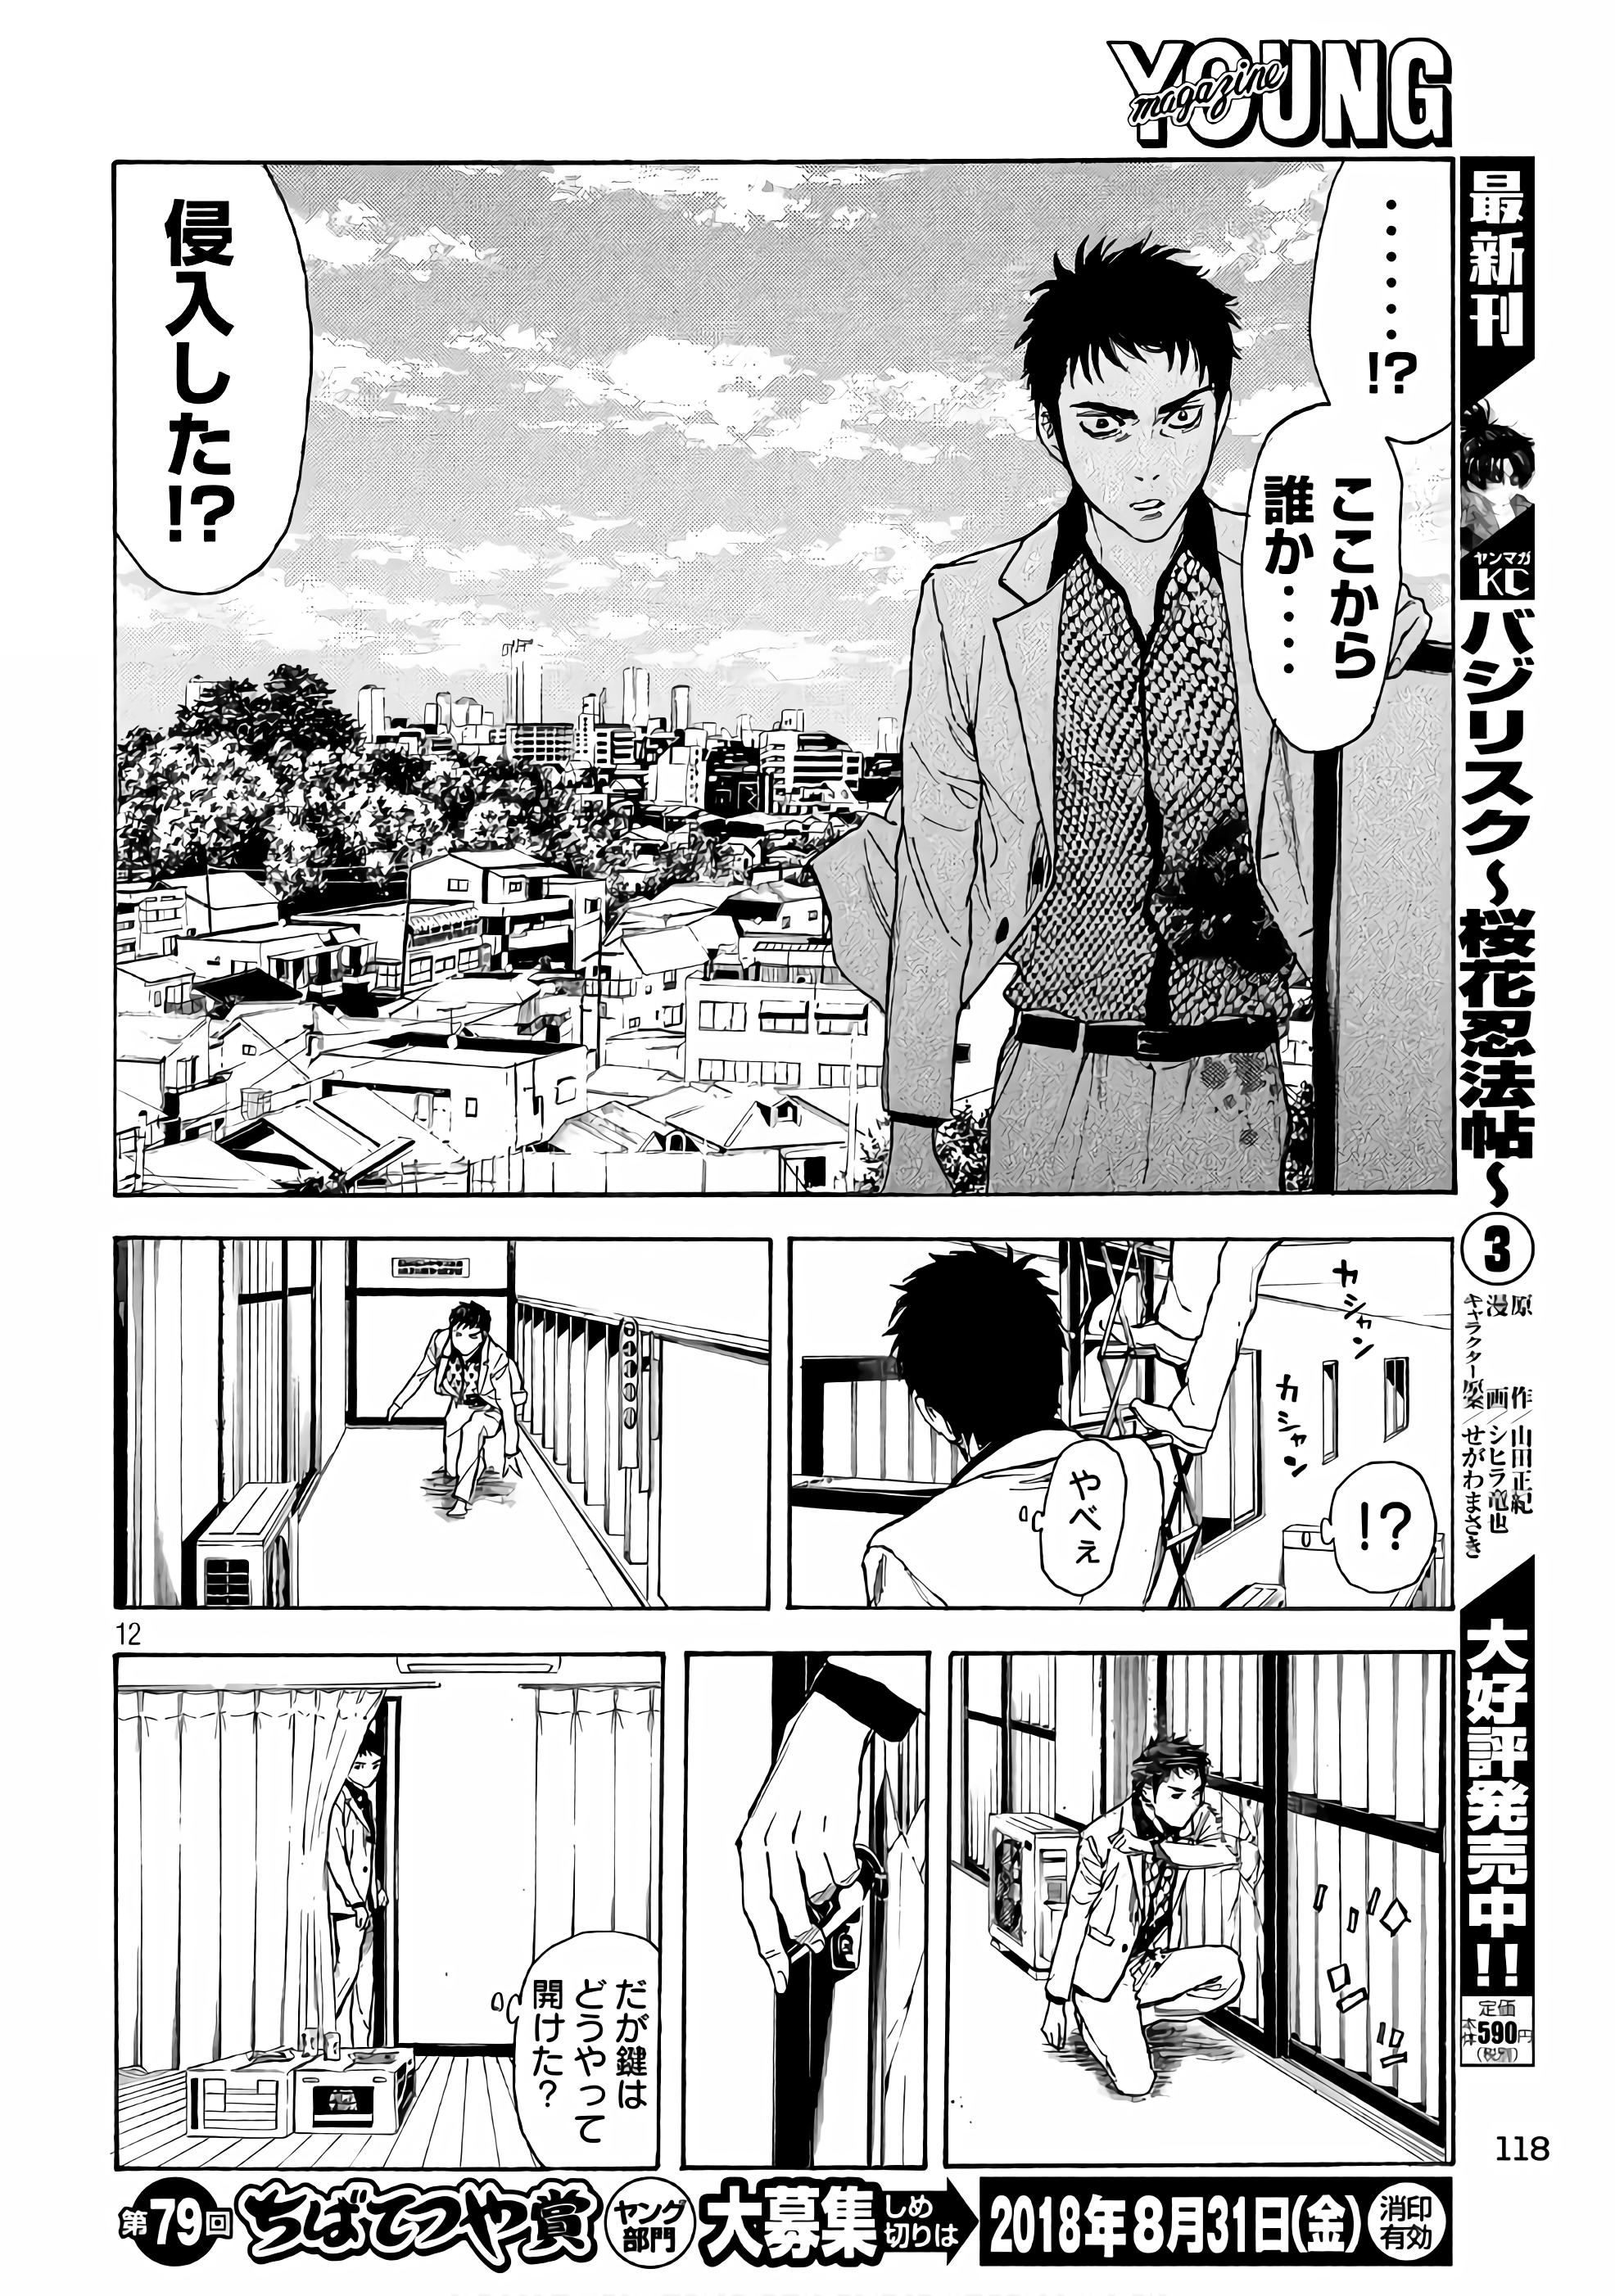 YOUNG
magazine
………!?
ここから
誰か……
侵入した!?
ヤシャン
カシャン
!?
やべぇ
12
だが鍵は
どうやって
開けた?
最新刊
ヤンマガ
KC
バジリスク～桜花忍法帖～③
原作/山田正紀
漫画/シヒラ竜也
キャラクター原案/せがわまさき
大好評発売中!!
定価
本体590円
(税別)
118
第79回
ちばてつや賞
ヤング
部門
大募集
しめ
切りは
2018年8月31日(金)
消印
有効